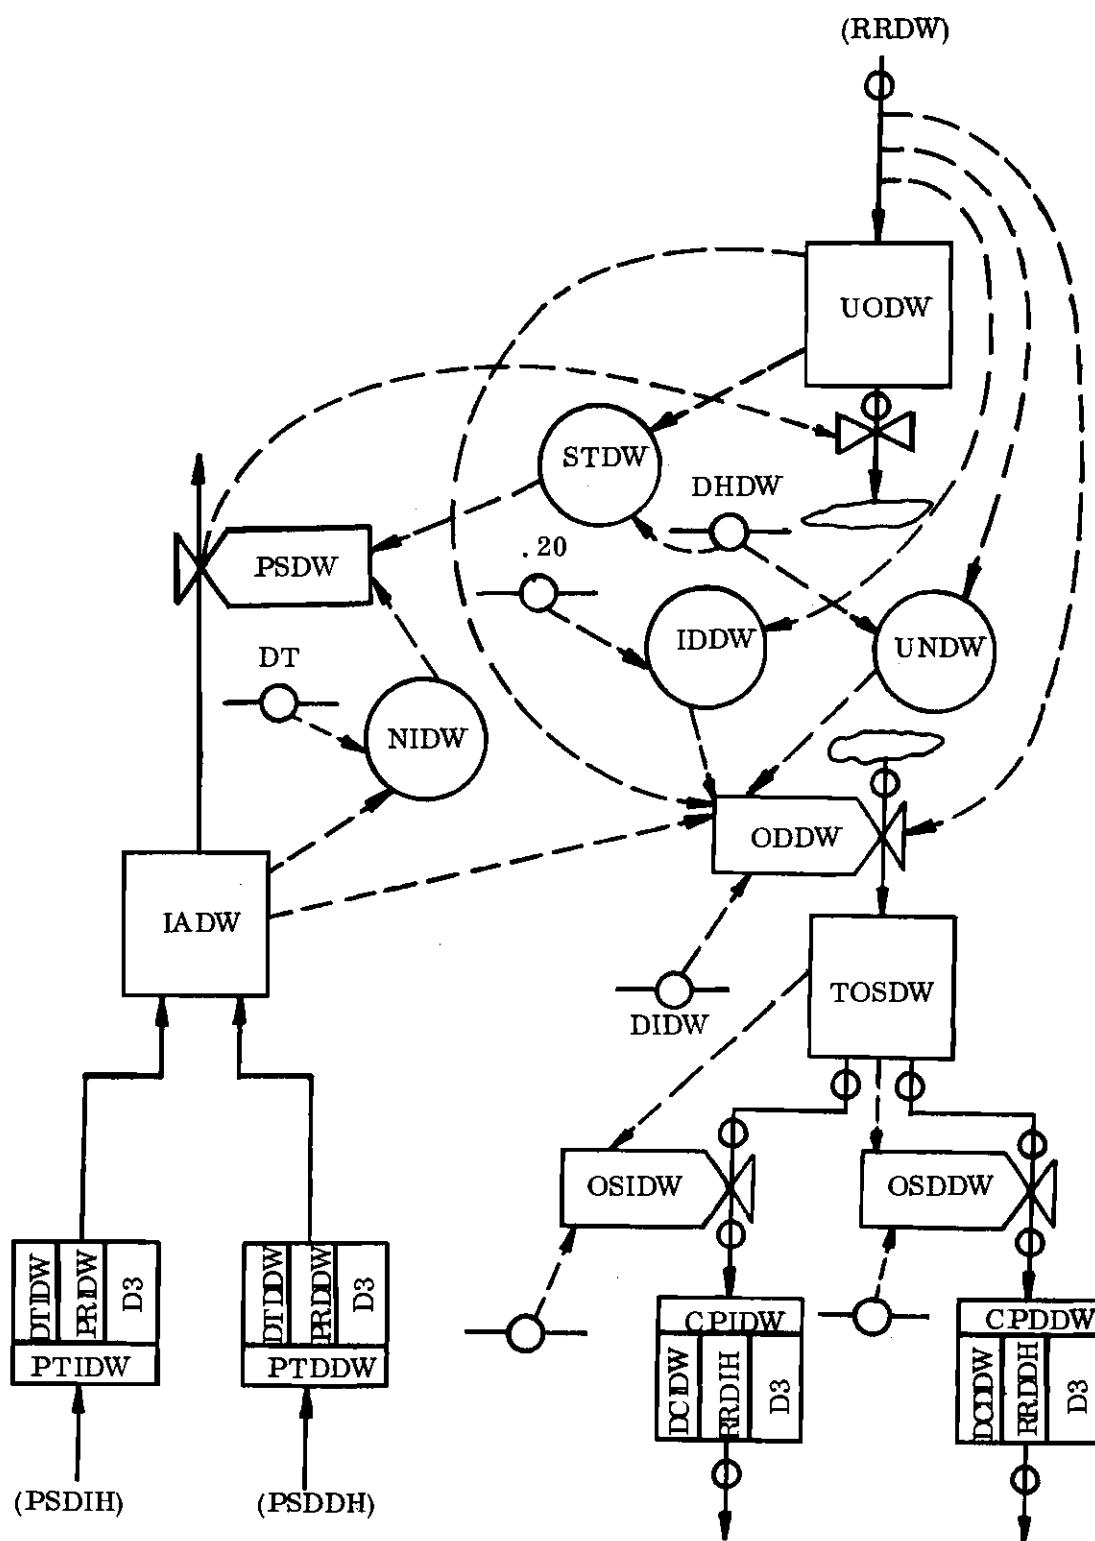 (RRDW)
UODW
STDW
DHDW
.20
PSDW
IDDW
UNDW
DT
NIDW
ODDW
IADW
TOSDW
DIDW
OSIDW
OSDDW
DTIDW
PRIDW
D3
DTDDW
PRDDW
D3
PTIDW
PTDDW
CPIDW
CPDDW
DCIDW
RRDIH
D3
DCDDW
RRDDH
D3
(PSDIH)
(PSDDH)